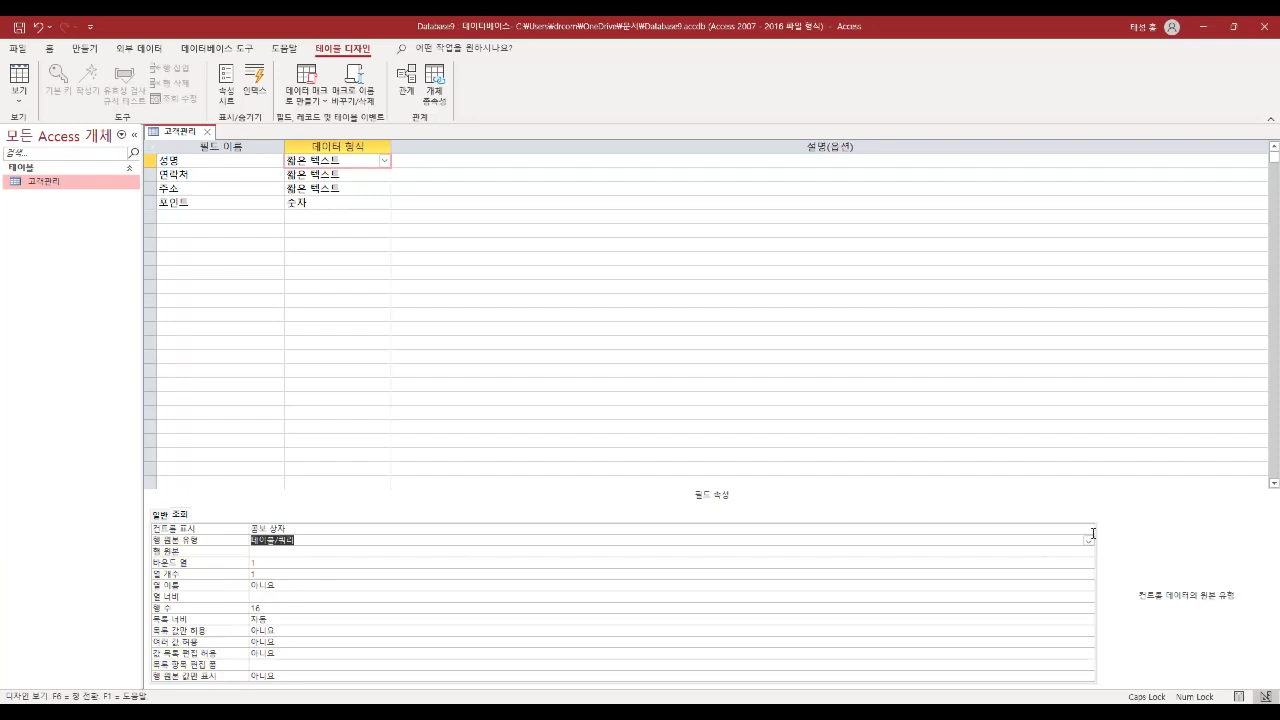 Database9 : 데이터베이스- C:₩Users₩drcom₩OneDrive₩문서₩Database9.accdb (Access 2007 - 2016 파일 형식) - Access
태성 홍
파일 홈 만들기 외부 데이터 데이터베이스 도구 도움말 테이블 디자인 어떤 작업을 원하시나요?
보기 기본 키 작성기 유효성 검사 규칙 테스트 행 삽입 행 삭제 조회 수정 속성 시트 인덱스 데이터 매크로 만들기 매크로 이름 바꾸기/삭제 관계 개체 종속성
보기 도구 표시/숨기기 필드, 레코드 및 테이블 이벤트 관계
모든 Access 개체
검색...
테이블
고객관리
고객관리
필드 이름 데이터 형식 설명(옵션)
성명 짧은 텍스트
연락처 짧은 텍스트
주소 짧은 텍스트
포인트 숫자
필드 속성
일반 조회
컨트롤 표시 콤보 상자
행 원본 유형 테이블/쿼리
행 원본
바운드 열 1
열 개수 1
열 이름 아니요
열 너비
행 수 16
목록 너비 자동
목록 값만 허용 아니요
여러 값 허용 아니요
값 목록 편집 허용 아니요
목록 항목 편집 폼
행 원본 값만 표시 아니요
컨트롤 데이터의 원본 유형
디자인 보기. F6 = 창 전환. F1 = 도움말.
Caps Lock Num Lock